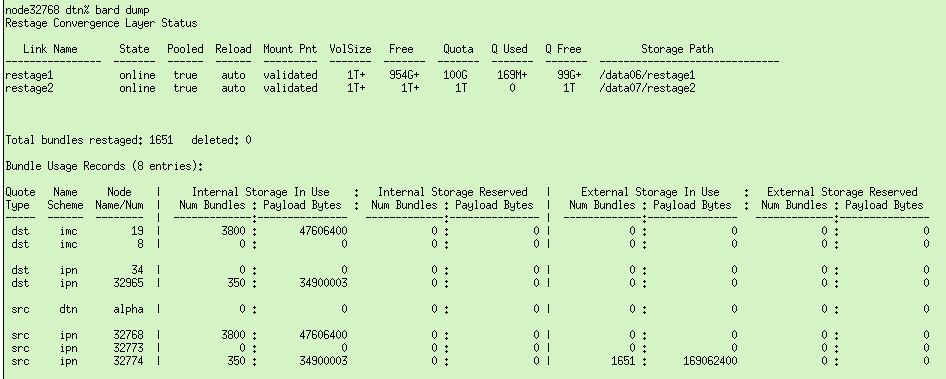 node32768 dtn% bard dump
Restage Convergence Layer Status
Link Name State Pooled Reload Mount Pnt VolSize Free Quota Q Used Q Free Storage Path
---------------- ------- ------ ------ --------- ------- ------- ------- ------- ------- ------------------------------
restage1 online true auto validated 1T+ 954G+ 100G 169M+ 99G+ /data06/restage1
restage2 online true auto validated 1T+ 1T+ 1T 0 1T /data07/restage2
Total bundles restaged: 1651 deleted: 0
Bundle Usage Records (8 entries):
Quote Name Node | Internal Storage In Use : Internal Storage Reserved | External Storage In Use : External Storage Reserved
Type Scheme Name/Num | Num Bundles : Payload Bytes : Num Bundles : Payload Bytes | Num Bundles : Payload Bytes : Num Bundles : Payload Bytes
----- ------ -------- | ------------:-------------- ------------:-------------- | ------------:-------------- ------------:--------------
dst imc 19 | 3800 : 47606400 0 : 0 | 0 : 0 0 : 0
dst imc 8 | 0 : 0 0 : 0 | 0 : 0 0 : 0
dst ipn 34 | 0 : 0 0 : 0 | 0 : 0 0 : 0
dst ipn 32965 | 350 : 34900003 0 : 0 | 0 : 0 0 : 0
src dtn alpha | 0 : 0 0 : 0 | 0 : 0 0 : 0
src ipn 32768 | 3800 : 47606400 0 : 0 | 0 : 0 0 : 0
src ipn 32773 | 0 : 0 0 : 0 | 0 : 0 0 : 0
src ipn 32774 | 350 : 34900003 0 : 0 | 1651 : 169062400 0 : 0